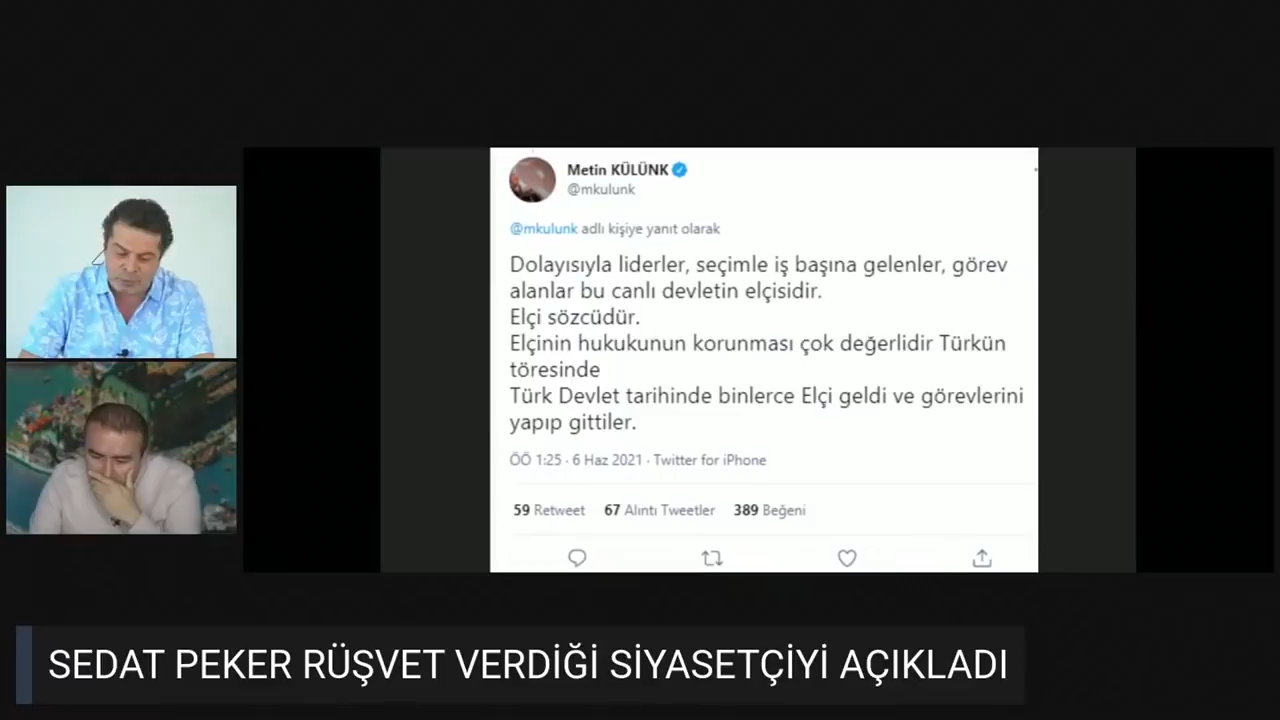 Metin KÜLÜNK
@mkulunk
@mkulunk adlı kişiye yanıt olarak
Dolayısıyla liderler, seçimle iş başına gelenler, görev
alanlar bu canlı devletin elçisidir.
Elçi sözcüdür.
Elçinin hukukunun korunması çok değerlidir Türkün
töresinde
Türk Devlet tarihinde binlerce Elçi geldi ve görevlerini
yapıp gittiler.
ÖÖ 1:25 · 6 Haz 2021 · Twitter for iPhone
59 Retweet 67 Alıntı Tweetler 389 Beğeni
SEDAT PEKER RÜŞVET VERDİĞİ SİYASETÇİYİ AÇIKLADI